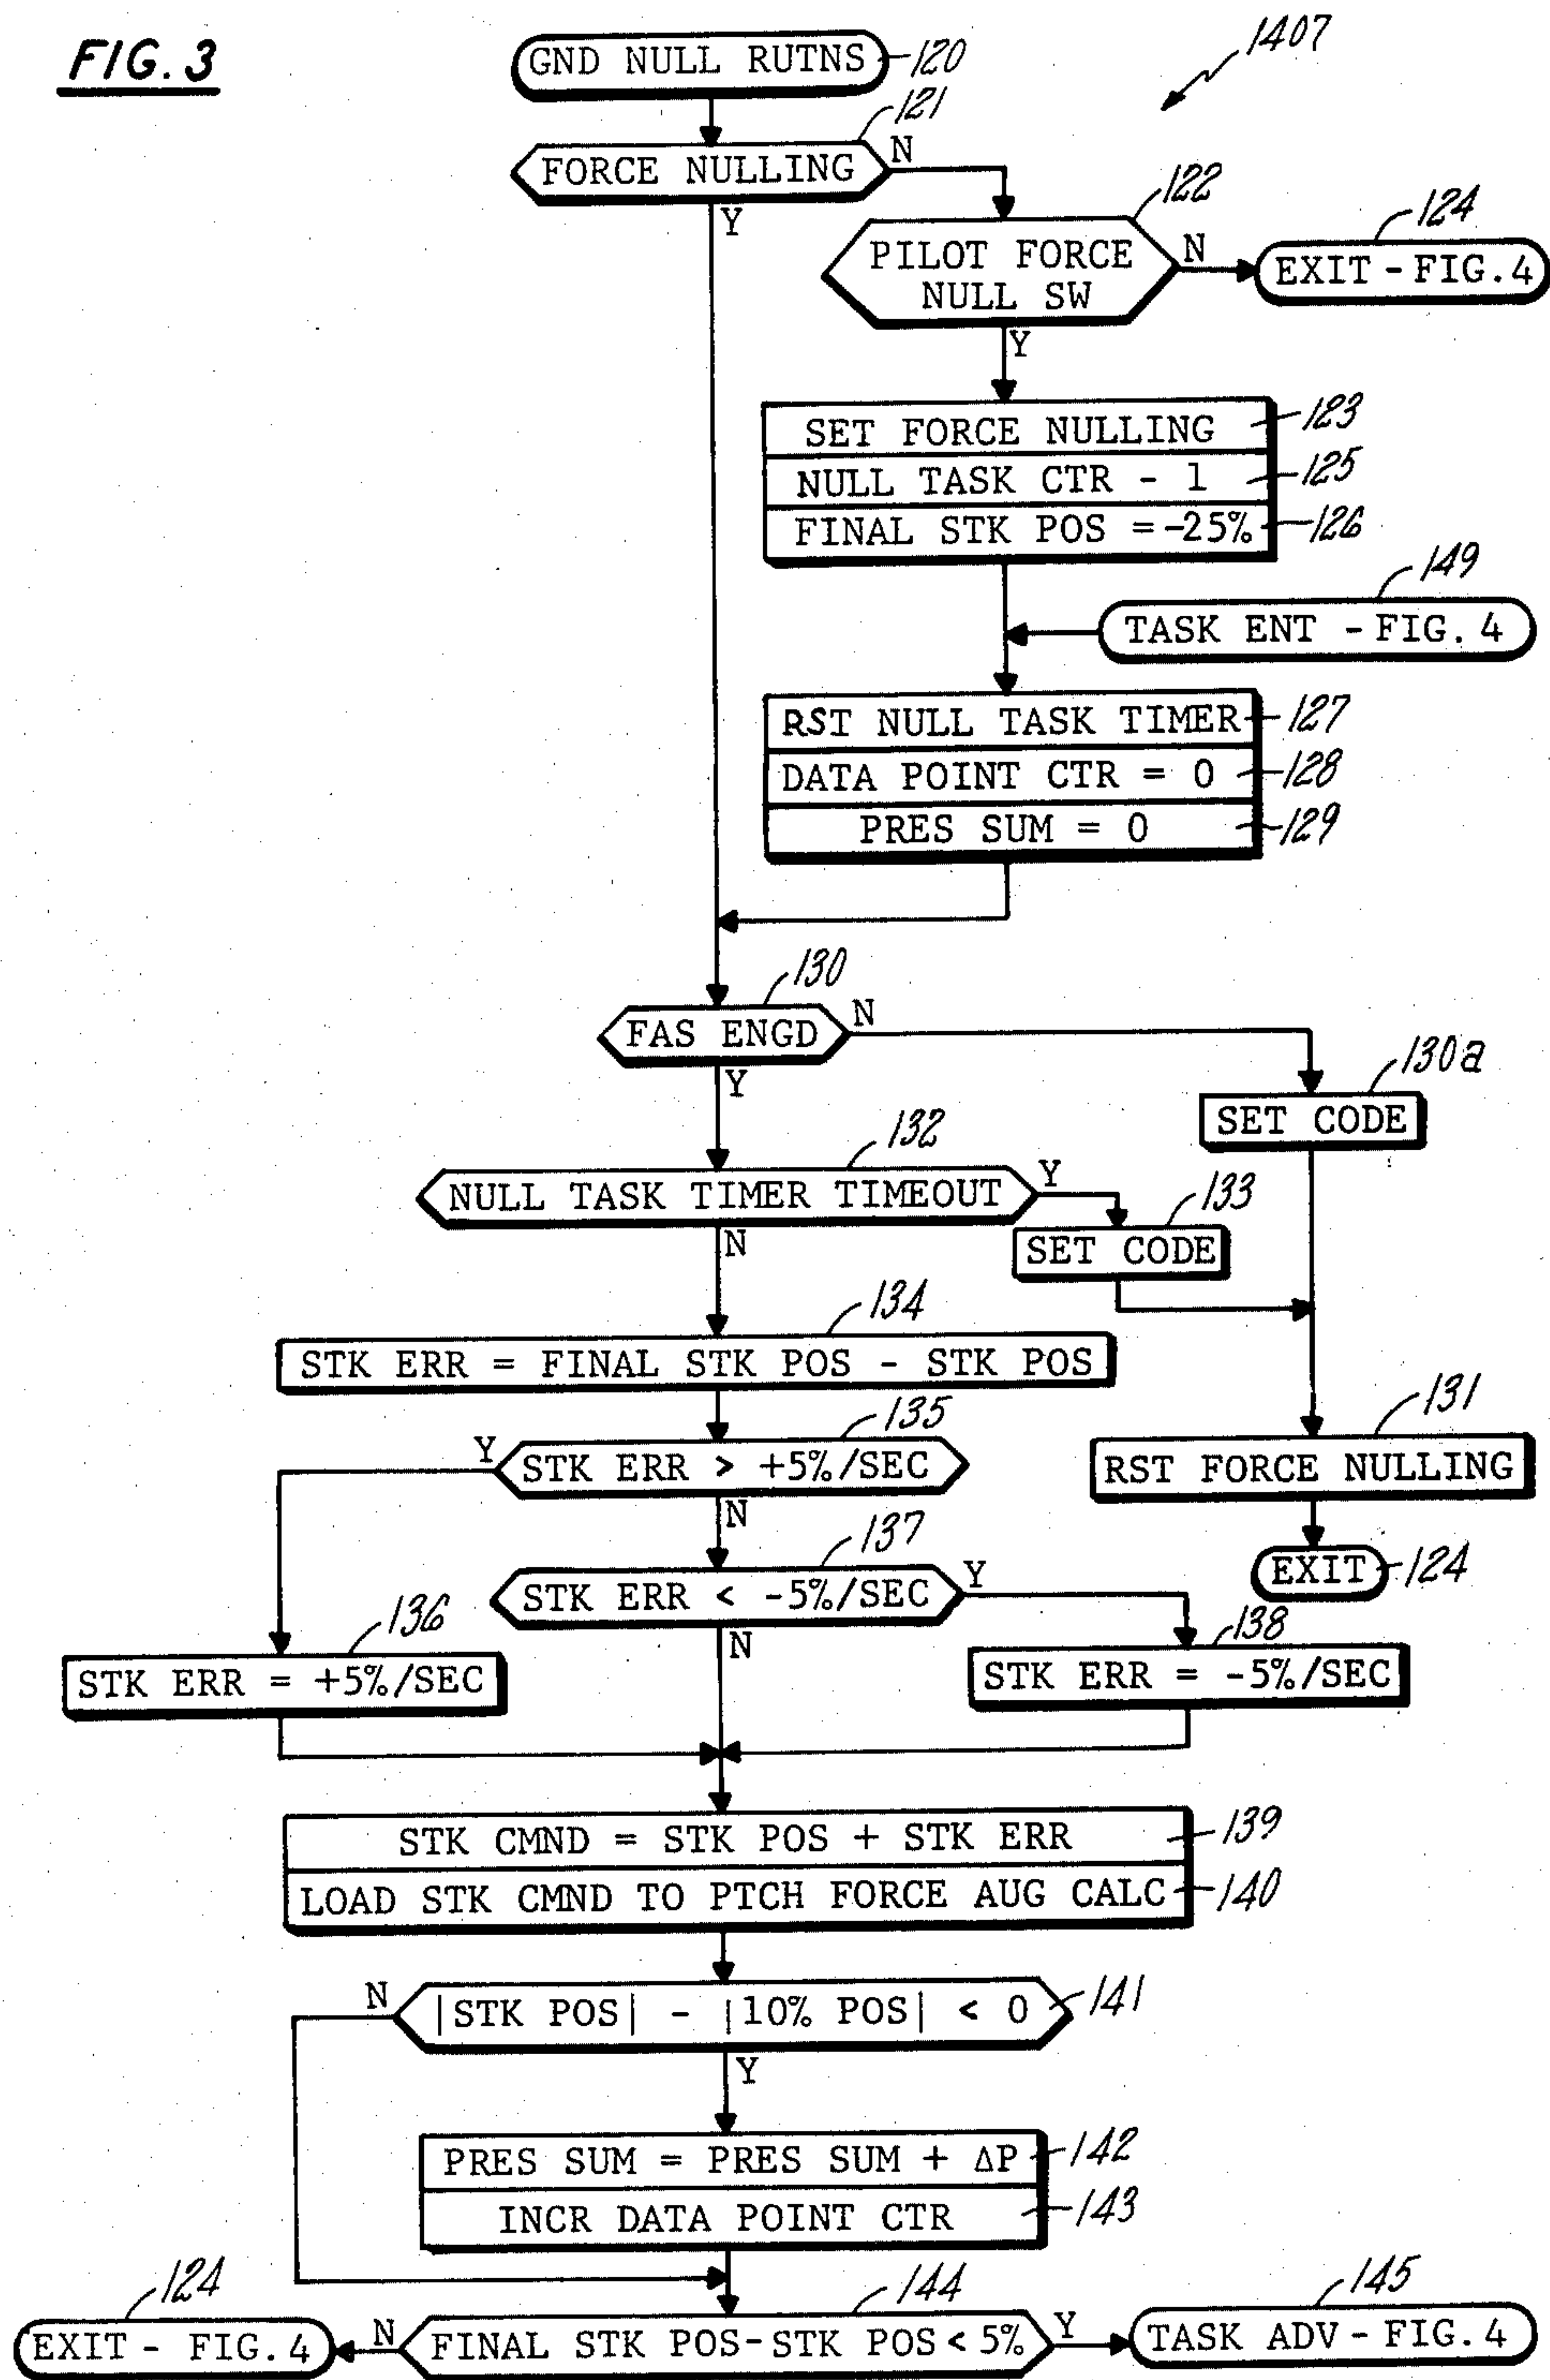 FIG. 3
1407
GND NULL RUTNS
120
121
FORCE NULLING
N
Y
122
PILOT FORCE
NULL SW
N
Y
124
EXIT - FIG. 4
SET FORCE NULLING
123
NULL TASK CTR - 1
125
FINAL STK POS = -25%
126
149
TASK ENT - FIG. 4
RST NULL TASK TIMER
127
DATA POINT CTR = 0
128
PRES SUM = 0
129
130
FAS ENGD
N
Y
130a
SET CODE
132
NULL TASK TIMER TIMEOUT
Y
N
133
SET CODE
134
STK ERR = FINAL STK POS - STK POS
131
RST FORCE NULLING
EXIT
124
135
STK ERR > +5%/SEC
Y
N
137
STK ERR < -5%/SEC
Y
N
136
STK ERR = +5%/SEC
138
STK ERR = -5%/SEC
STK CMND = STK POS + STK ERR
139
LOAD STK CMND TO PTCH FORCE AUG CALC
140
N
|STK POS| - |10% POS| < 0
141
Y
PRES SUM = PRES SUM + ΔP
142
INCR DATA POINT CTR
143
124
EXIT - FIG. 4
N
144
FINAL STK POS-STK POS < 5%
Y
145
TASK ADV - FIG. 4